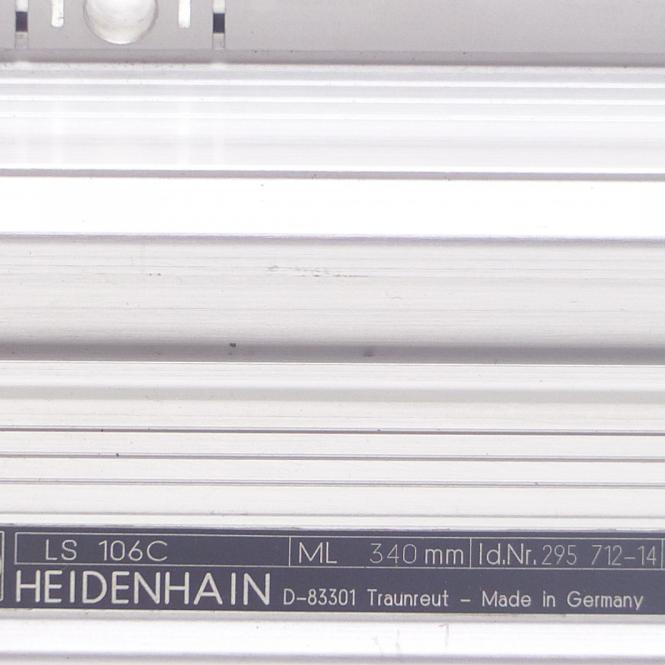 LS 106C ML 340 mm Id.Nr. 295 712-14
HEIDENHAIN D-83301 Traunreut - Made in Germany